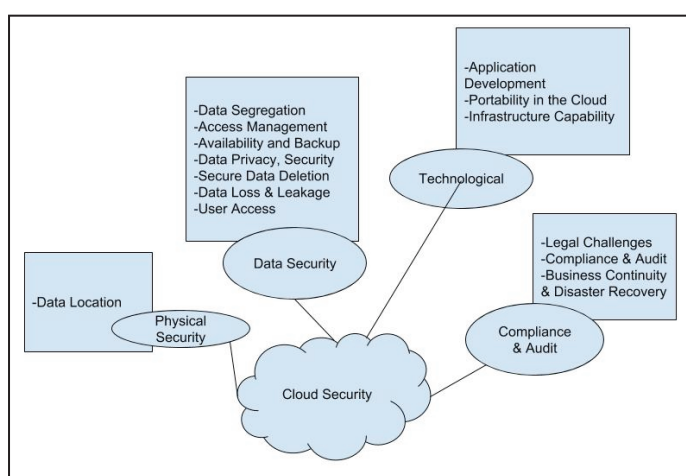 -Data Location
Physical
Security
-Data Segregation
-Access Management
-Availability and Backup
-Data Privacy, Security
-Secure Data Deletion
-Data Loss & Leakage
-User Access
Data Security
-Application
Development
-Portability in the Cloud
-Infrastructure Capability
Technological
-Legal Challenges
-Compliance & Audit
-Business Continuity
& Disaster Recovery
Compliance
& Audit
Cloud Security